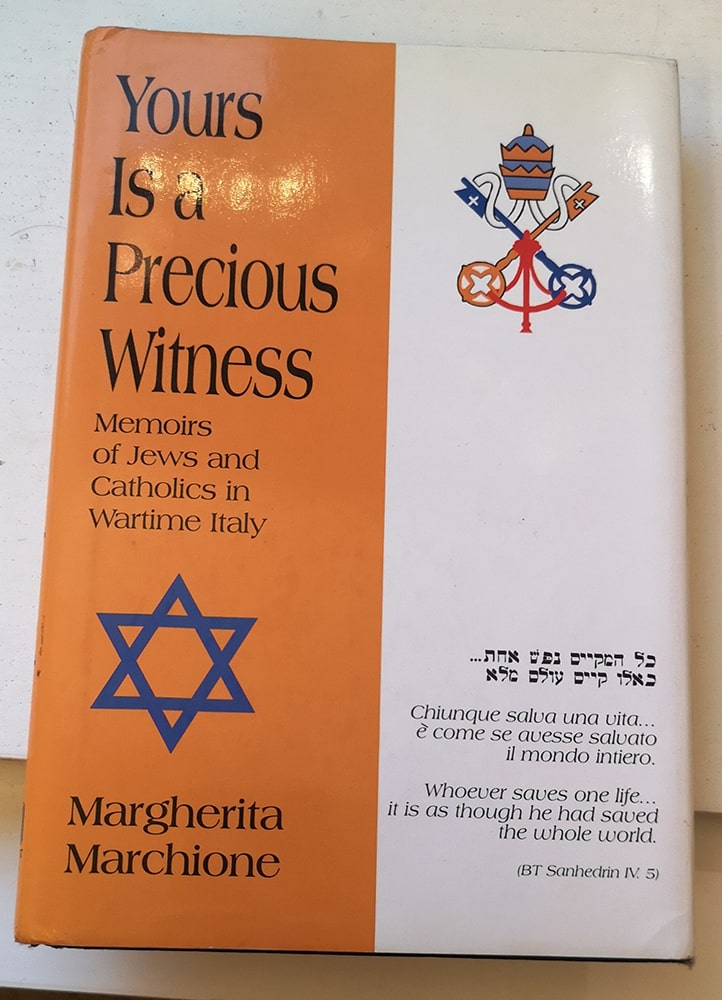 Yours
Is a
Precious
Witness
Memoirs
of Jews and
Catholics in
Wartime Italy
Margherita
Marchione
כל המקיים נפש אחת...
כאלו קיים עולם מלא
Chiunque salva una vita...
è come se avesse salvato
il mondo intiero.
Whoever saves one life...
it is as though he had saved
the whole world.
(BT Sanhedrin IV. 5)